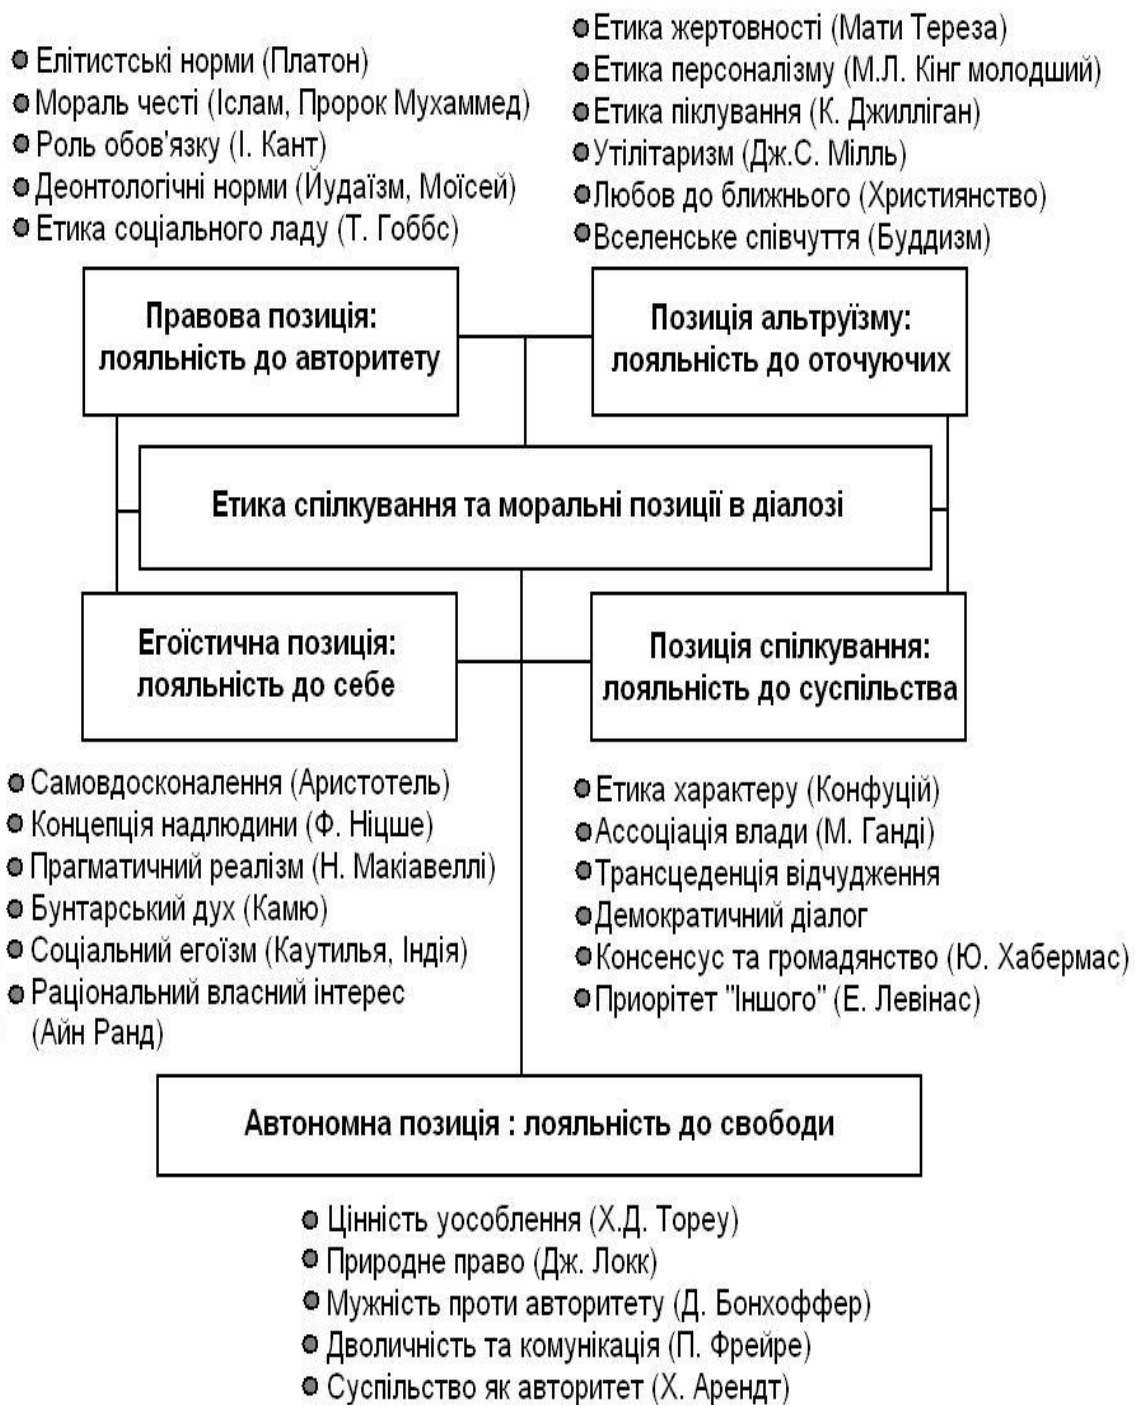 Елітистські норми (Платон)
Мораль честі (Іслам, Пророк Мухаммед)
Роль обов'язку (І. Кант)
Деонтологічні норми (Йудаїзм, Моїсей)
Етика соціального ладу (Т. Гоббс)
Етика жертовності (Мати Тереза)
Етика персоналізму (М.Л. Кінг молодший)
Етика піклування (К. Джилліган)
Утілітаризм (Дж.С. Мілль)
Любов до ближнього (Християнство)
Вселенське співчуття (Буддизм)
Правова позиція:
лояльність до авторитету
Позиція альтруїзму:
лояльність до оточуючих
Етика спілкування та моральні позиції в діалозі
Егоїстична позиція:
лояльність до себе
Позиція спілкування:
лояльність до суспільства
Самовдосконалення (Аристотель)
Концепція надлюдини (Ф. Ніцше)
Прагматичний реалізм (Н. Макіавеллі)
Бунтарський дух (Камю)
Соціальний егоїзм (Каутилья, Індія)
Раціональний власний інтерес
(Айн Ранд)
Етика характеру (Конфуцій)
Ассоціація влади (М. Ганді)
Трансцеденція відчудження
Демократичний діалог
Консенсус та громадянство (Ю. Хабермас)
Приорітет "Іншого" (Е. Левінас)
Автономна позиція : лояльність до свободи
Цінність уособлення (Х.Д. Тореу)
Природне право (Дж. Локк)
Мужність проти авторитету (Д. Бонхоффер)
Дволичність та комунікація (П. Фрейре)
Суспільство як авторитет (Х. Арендт)